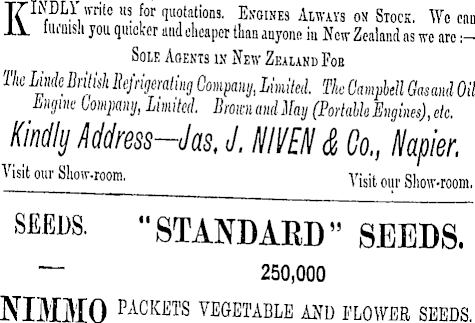 KINDLY write us for quotations. ENGINES ALWAYS ON STOCK. We can
furnish you quicker and cheaper than anyone in New Zealand as we are :—
SOLE AGENTS IN NEW ZEALAND FOR
The Linde British Refrigerating Company, Limited. The Campbell Gas and Oil
Engine Company, Limited. Brown and May (Portable Engines), etc.
Kindly Address—Jas, J. NIVEN & Co., Napier.
Visit our Show-room. Visit our Show-room.
SEEDS. "STANDARD" SEEDS.
250,000
NIMMO PACKETS VEGETABLE AND FLOWER SEEDS.